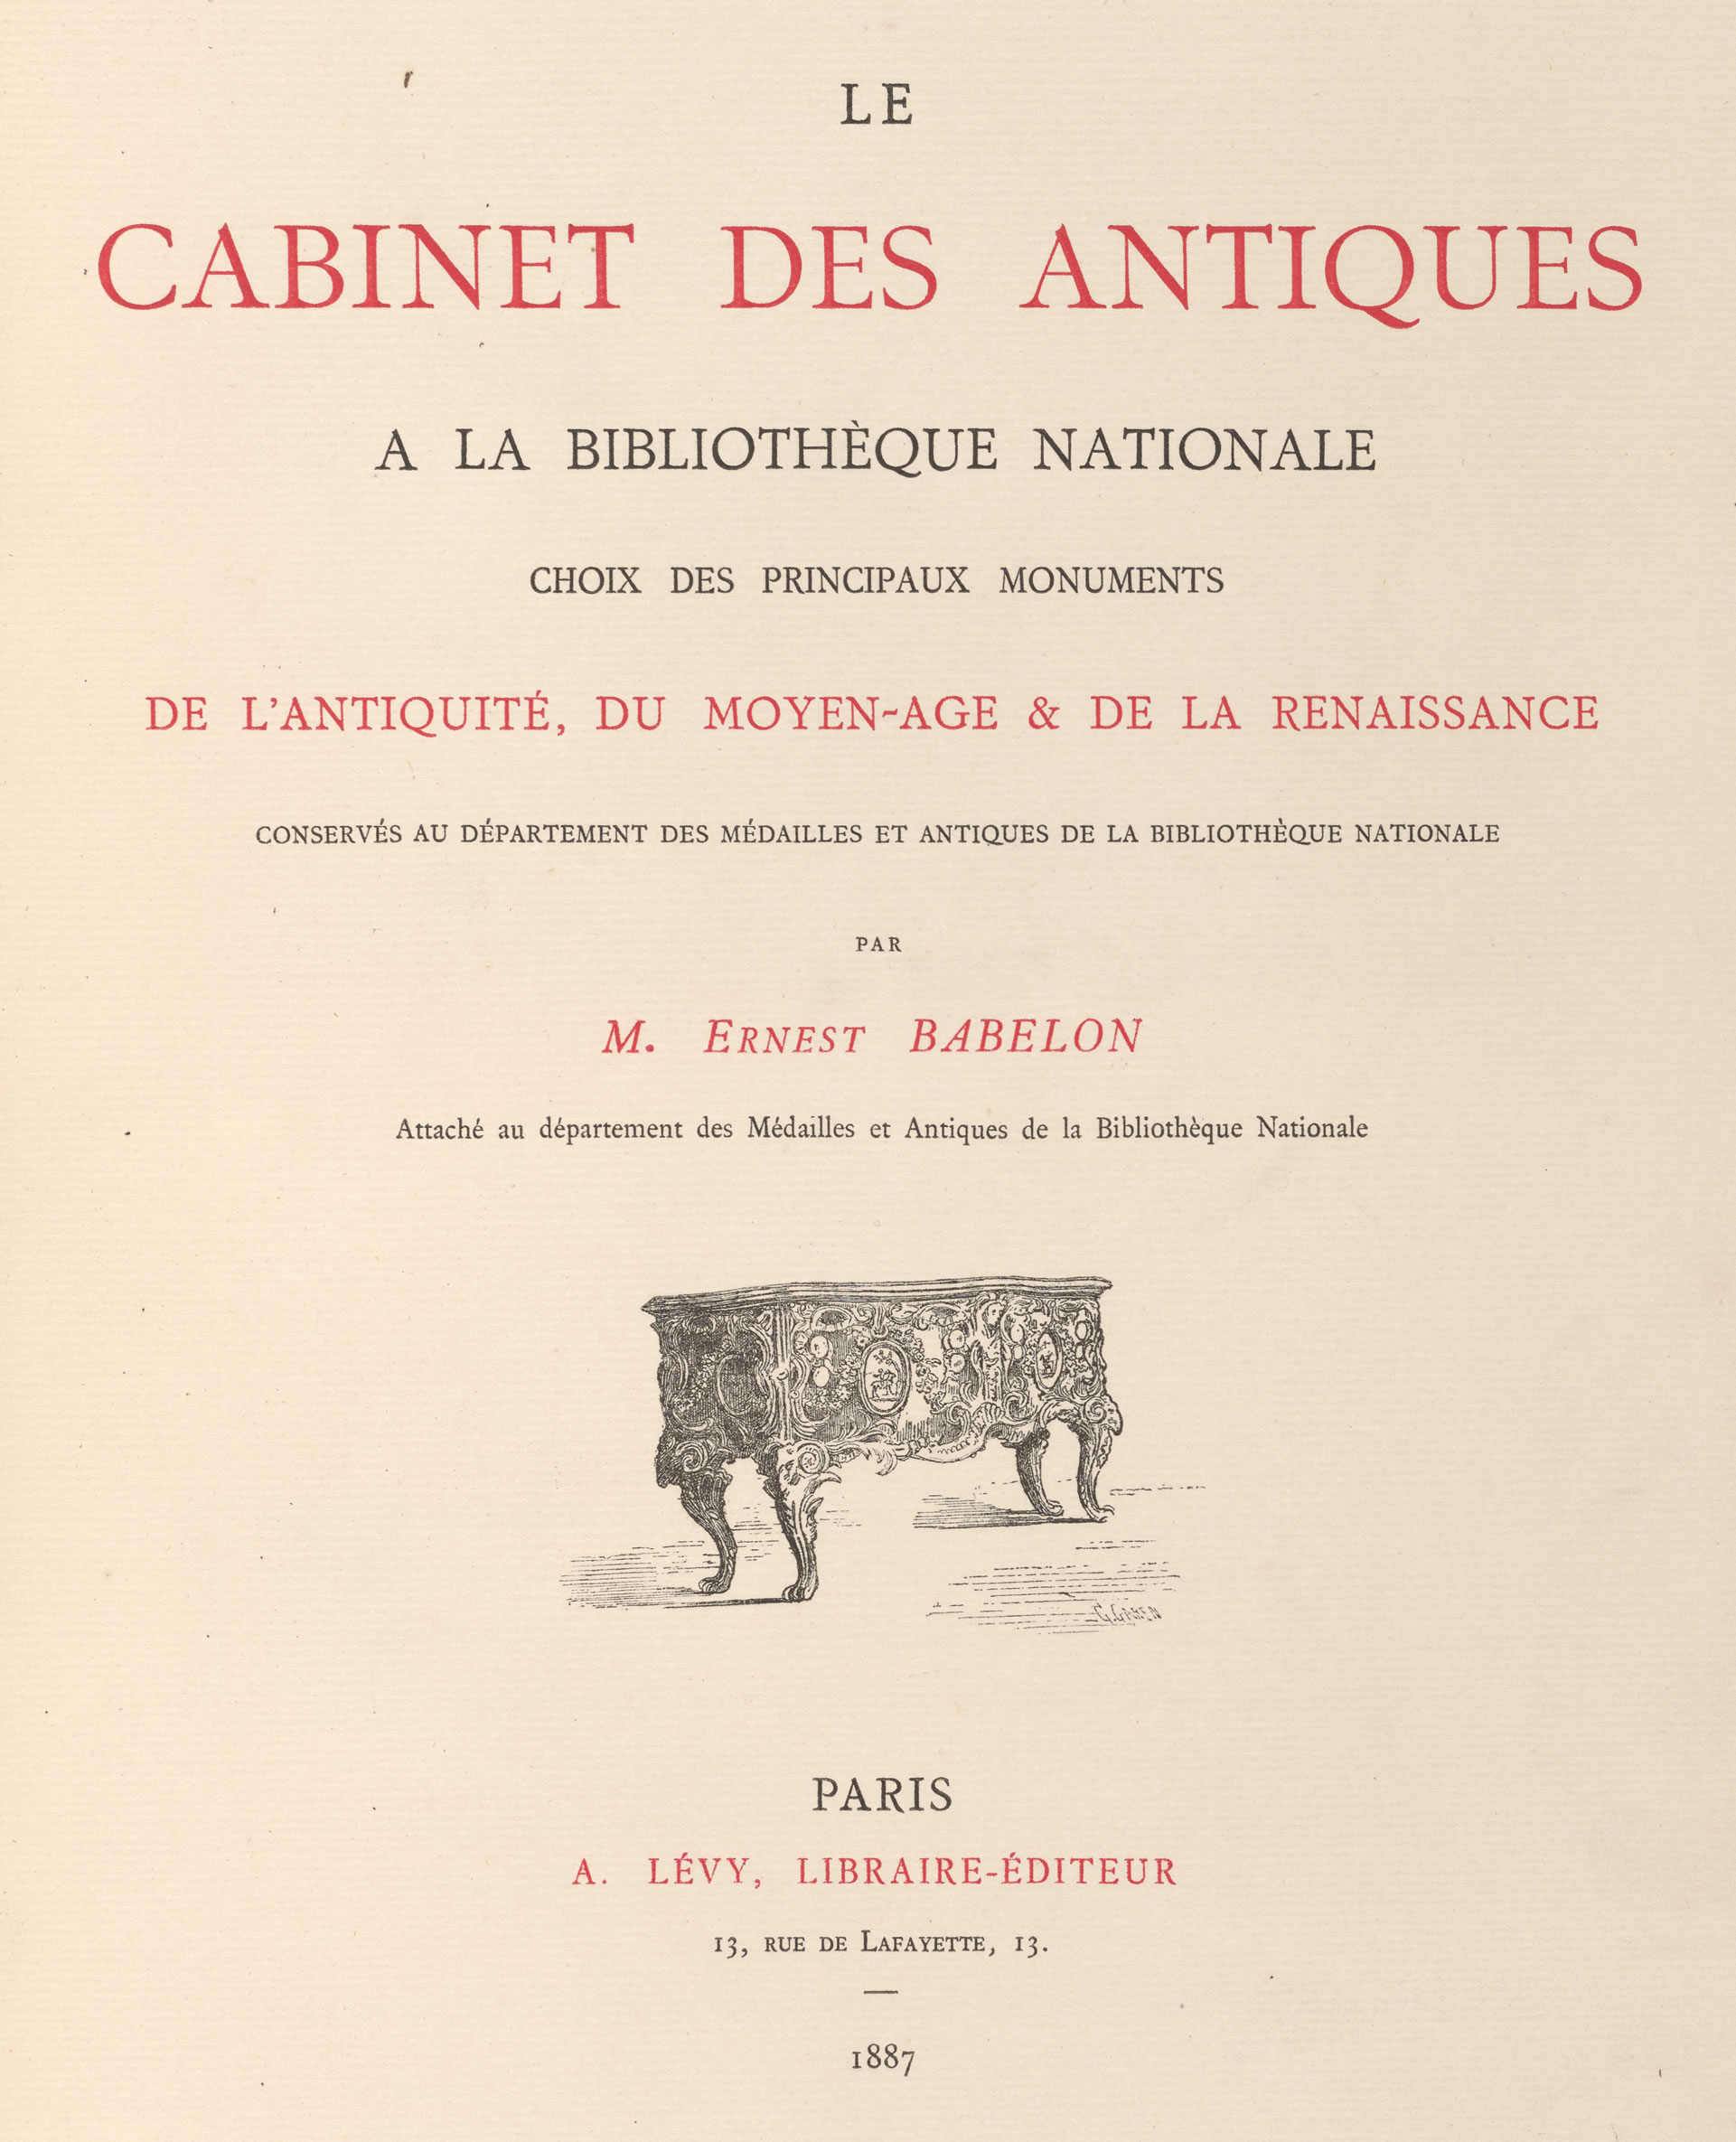 LE
CABINET DES ANTIQUES
A LA BIBLIOTHÈQUE NATIONALE
CHOIX DES PRINCIPAUX MONUMENTS
DE L'ANTIQUITÉ, DU MOYEN-AGE & DE LA RENAISSANCE
CONSERVÉS AU DÉPARTEMENT DES MÉDAILLES ET ANTIQUES DE LA BIBLIOTHÈQUE NATIONALE
PAR
M. ERNEST BABELON
Attaché au département des Médailles et Antiques de la Bibliothèque Nationale
PARIS
A. LÉVY, LIBRAIRE-ÉDITEUR
13, RUE DE LAFAYETTE, 13.
1887